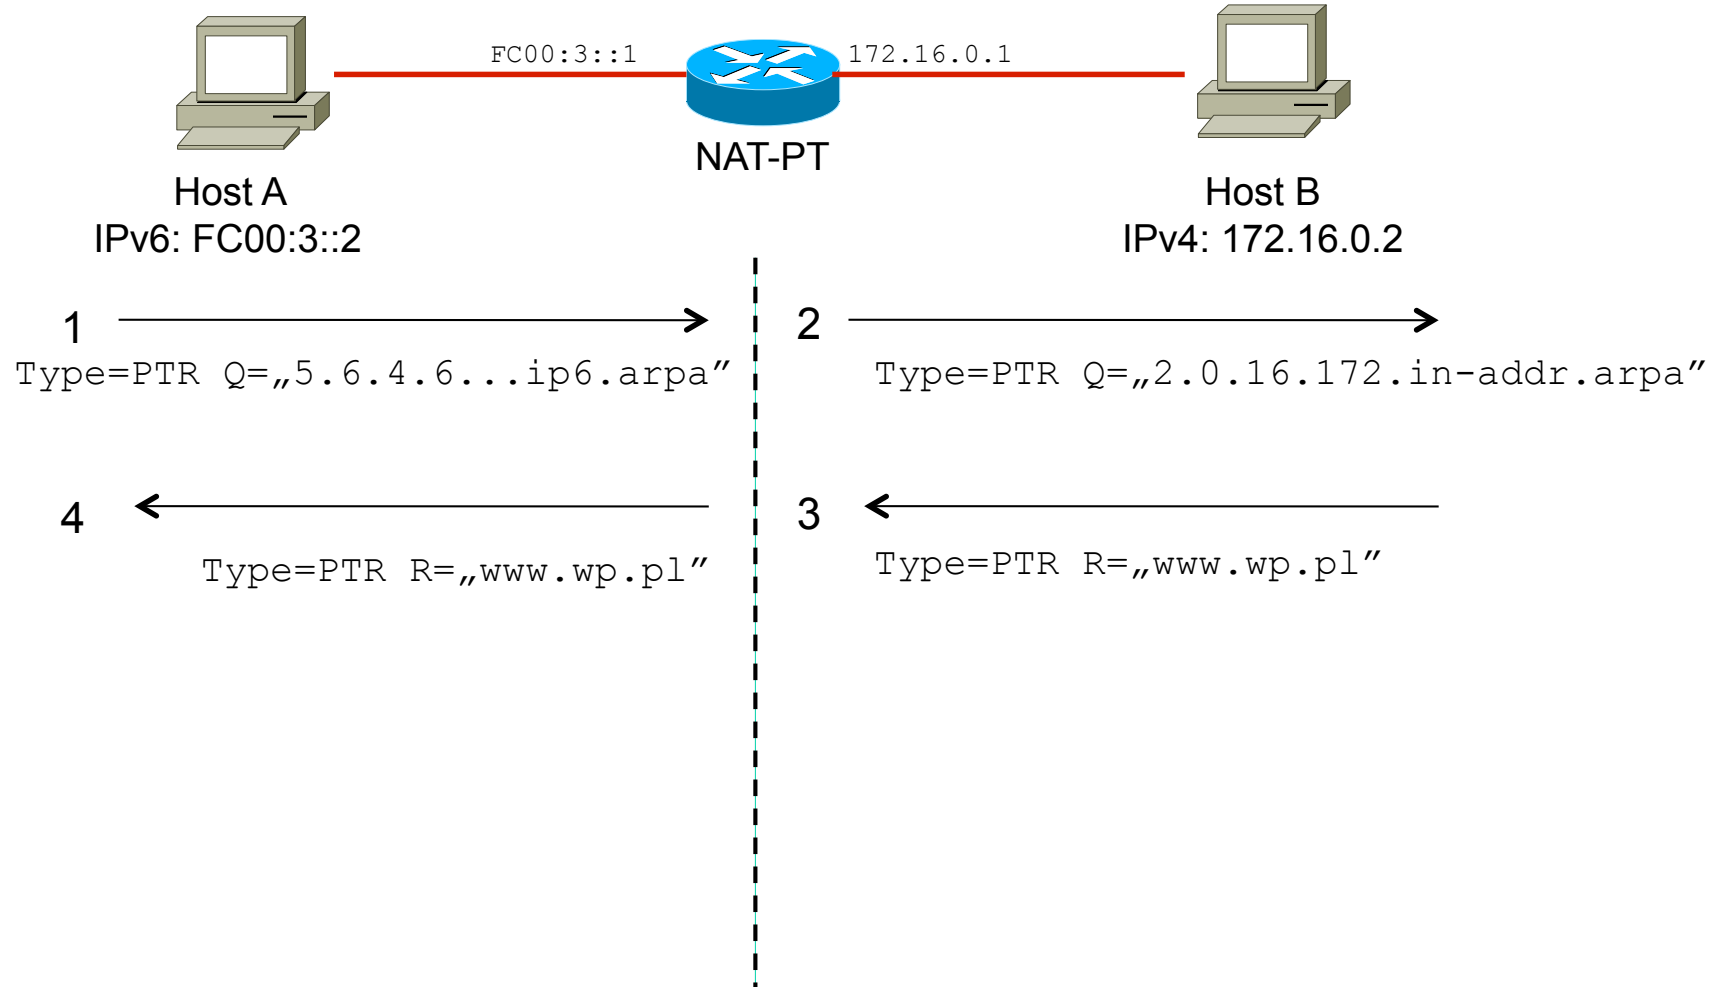 FC00:3::1
172.16.0.1
NAT-PT
Host A
IPv6: FC00:3::2
Host B
IPv4: 172.16.0.2
1
Type=PTR Q=„5.6.4.6...ip6.arpa”
2
Type=PTR Q=„2.0.16.172.in-addr.arpa”
4
Type=PTR R=„www.wp.pl”
3
Type=PTR R=„www.wp.pl”